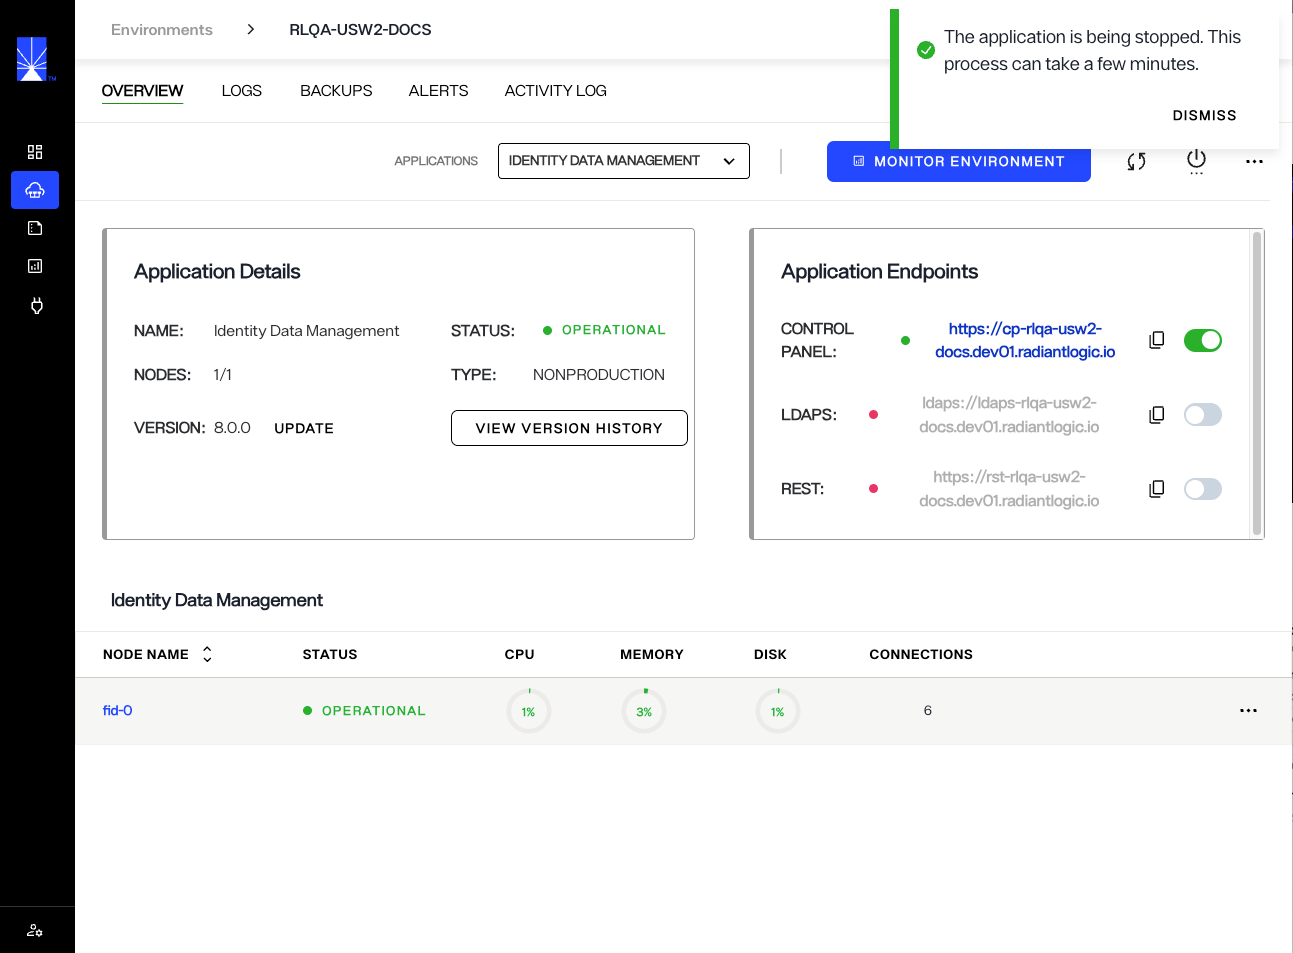 Environments > RLQA-USW2-DOCS
The application is being stopped. This
process can take a few minutes.
DISMISS
OVERVIEW LOGS BACKUPS ALERTS ACTIVITY LOG
APPLICATIONS IDENTITY DATA MANAGEMENT MONITOR ENVIRONMENT
Application Details
NAME: Identity Data Management STATUS: OPERATIONAL
NODES: 1/1 TYPE: NONPRODUCTION
VERSION: 8.0.0 UPDATE VIEW VERSION HISTORY
Application Endpoints
CONTROL
PANEL:
https://cp-rlqa-usw2-
docs.dev01.radiantlogic.io
LDAPS:
ldaps://ldaps-rlqa-usw2-
docs.dev01.radiantlogic.io
REST:
https://rst-rlqa-usw2-
docs.dev01.radiantlogic.io
Identity Data Management
NODE NAME STATUS CPU MEMORY DISK CONNECTIONS
fid-0 OPERATIONAL 1% 3% 1% 6